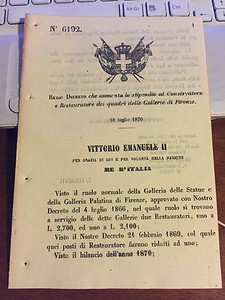 N° 6192.
REGIO DECRETO che aumenta lo stipendio al Conservatore
e Restauratore dei quadri delle Gallerie di Firenze.
16 luglio 1870
VITTORIO EMANUELE II
PER GRAZIA DI DIO E PER VOLONTÀ DELLA NAZIONE
RE D'ITALIA
Visto il ruolo normale della Galleria delle Statue e
della Galleria Palatina di Firenze, approvato con Nostro
Decreto del 4 luglio 1866, nel quale ruolo si trovano
a servizio delle dette Gallerie due Restauratori, uno a
L. 2,700, ed uno a L. 2,100;
Visto il Nostro Decreto 21 febbraio 1869, col quale
quei posti di Restauratore furono ridotti ad uno;
Visto il bilancio dell'anno 1870;